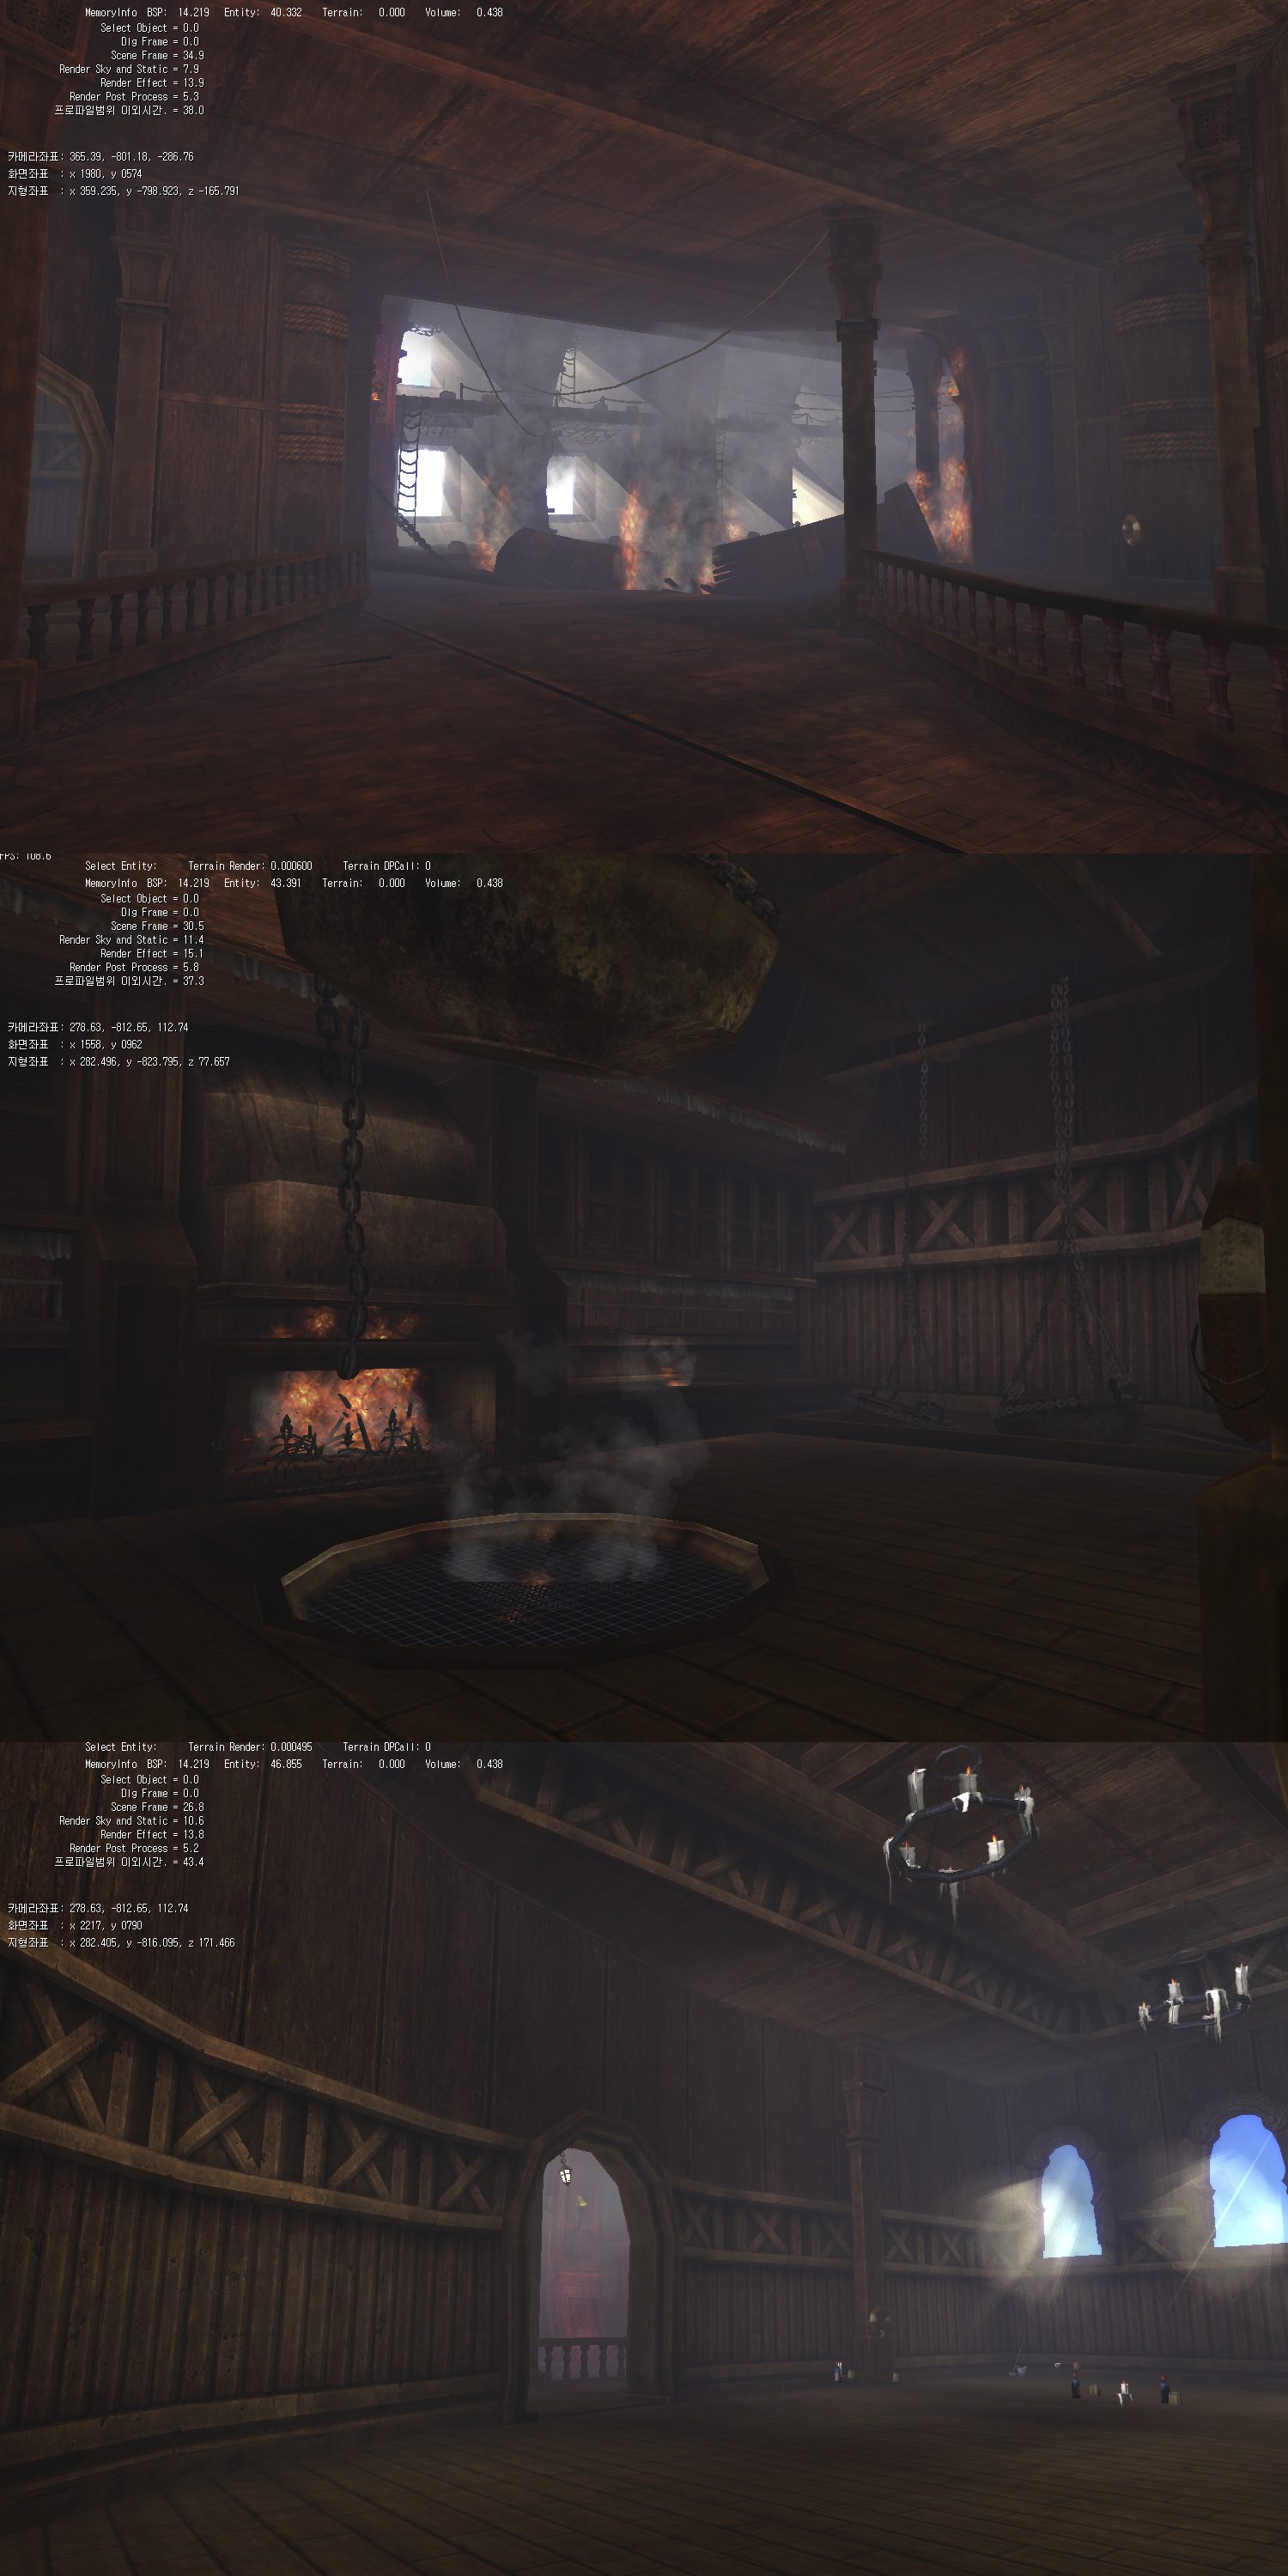 MemoryInfo BSP: 14.219 Entity: 40.332 Terrain: 0.000 Volume: 0.438
Select Object = 0.0
Dlg Frame = 0.0
Scene Frame = 34.9
Render Sky and Static = 7.9
Render Effect = 13.9
Render Post Process = 5.3
프로파일범위 이외시간. = 38.0
카메라좌표: 365.39, -801.18, -286.76
화면좌표 : x 1980, y 0574
지형좌표 : x 359.235, y -798.923, z -165.791
FPS: 108.6
Select Entity: Terrain Render: 0.000600 Terrain DPCall: 0
MemoryInfo BSP: 14.219 Entity: 43.391 Terrain: 0.000 Volume: 0.438
Select Object = 0.0
Dlg Frame = 0.0
Scene Frame = 30.5
Render Sky and Static = 11.4
Render Effect = 15.1
Render Post Process = 5.8
프로파일범위 이외시간. = 37.3
카메라좌표: 278.63, -812.65, 112.74
화면좌표 : x 1558, y 0962
지형좌표 : x 282.496, y -823.795, z 77.657
Select Entity: Terrain Render: 0.000495 Terrain DPCall: 0
MemoryInfo BSP: 14.219 Entity: 46.855 Terrain: 0.000 Volume: 0.438
Select Object = 0.0
Dlg Frame = 0.0
Scene Frame = 26.8
Render Sky and Static = 10.6
Render Effect = 13.8
Render Post Process = 5.2
프로파일범위 이외시간. = 43.4
카메라좌표: 278.63, -812.65, 112.74
화면좌표 : x 2217, y 0790
지형좌표 : x 282.405, y -816.095, z 171.466